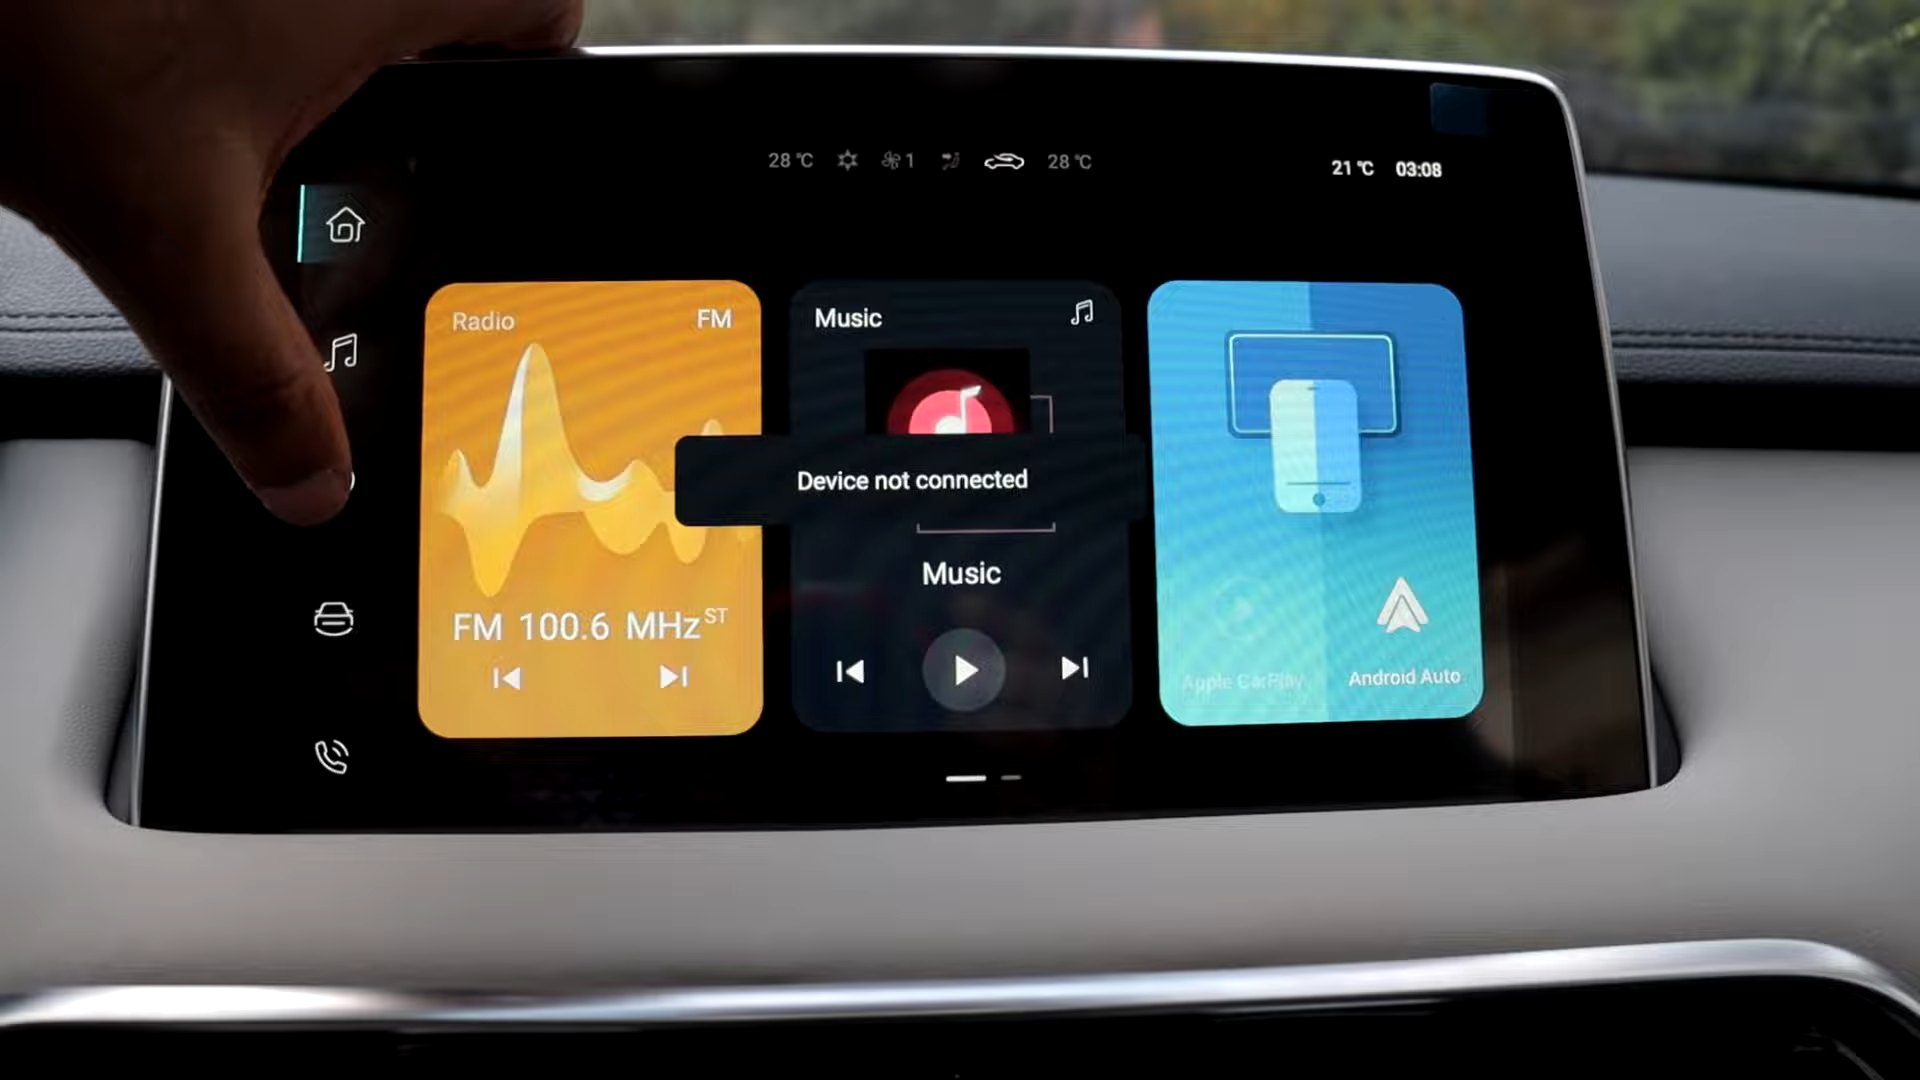 28 ℃ 1 28 ℃
21 ℃ 03:08
Radio FM
Music
Device not connected
Music
FM 100.6 MHz ST
Apple CarPlay
Android Auto